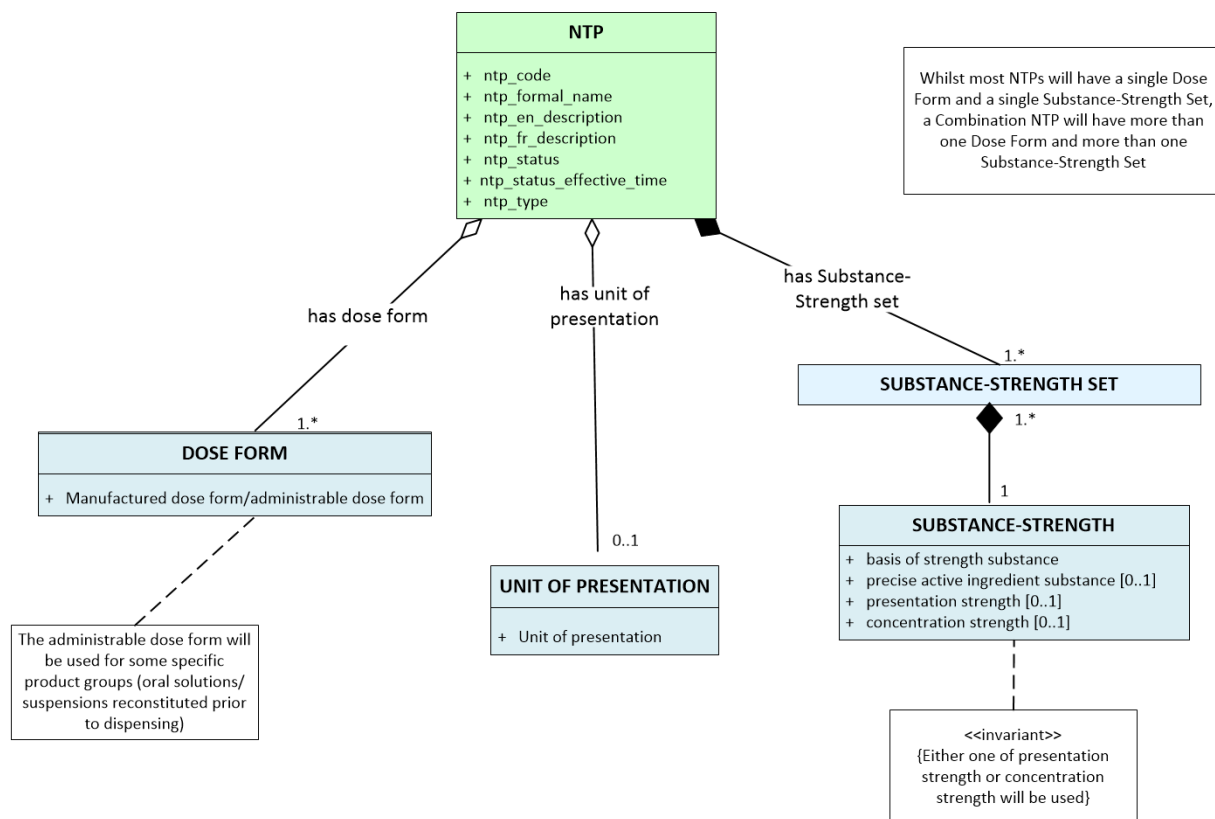 NTP
+ ntp_code
+ ntp_formal_name
+ ntp_en_description
+ ntp_fr_description
+ ntp_status
+ ntp_status_effective_time
+ ntp_type
Whilst most NTPs will have a single Dose
Form and a single Substance-Strength Set,
a Combination NTP will have more than
one Dose Form and more than one
Substance-Strength Set
has dose form
has unit of
presentation
has Substance-
Strength set
1.*
DOSE FORM
+ Manufactured dose form/administrable dose form
0..1
UNIT OF PRESENTATION
+ Unit of presentation
1.*
SUBSTANCE-STRENGTH SET
1.*
1
SUBSTANCE-STRENGTH
+ basis of strength substance
+ precise active ingredient substance [0..1]
+ presentation strength [0..1]
+ concentration strength [0..1]
The administrable dose form will
be used for some specific
product groups (oral solutions/
suspensions reconstituted prior
to dispensing)
<<invariant>>
{Either one of presentation
strength or concentration
strength will be used}